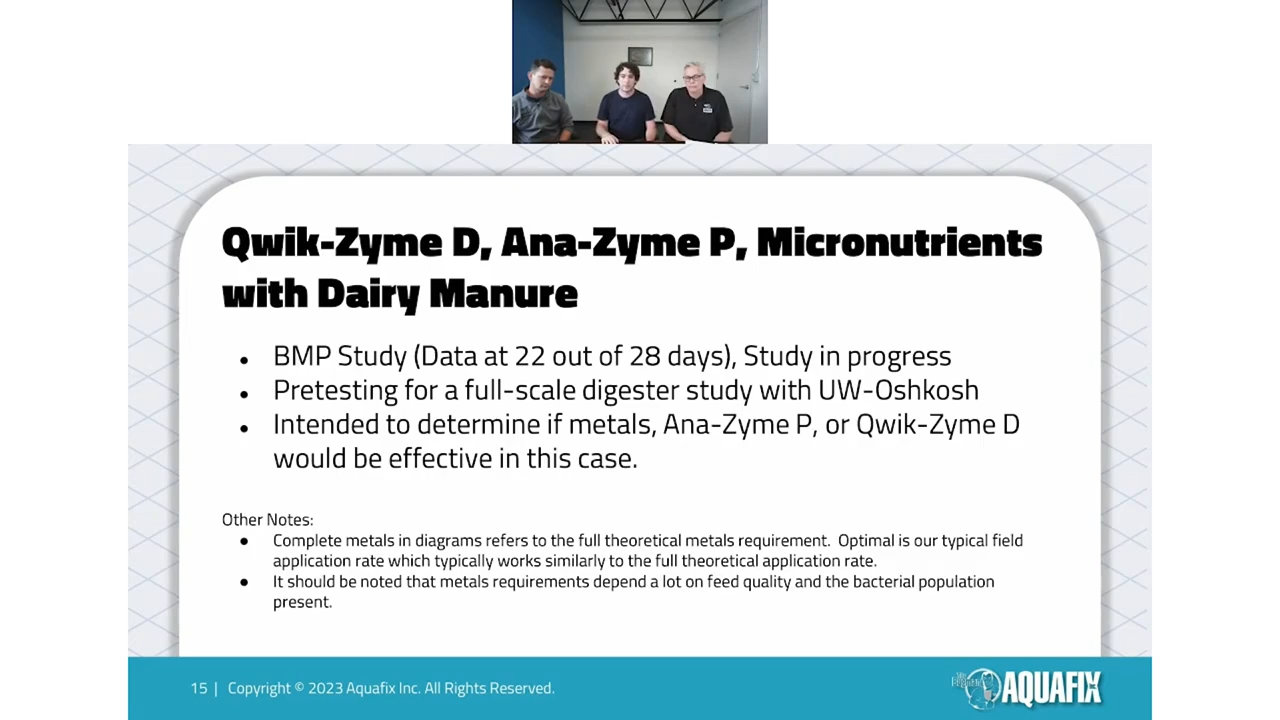 Qwik-Zyme D, Ana-Zyme P, Micronutrients
with Dairy Manure
● BMP Study (Data at 22 out of 28 days), Study in progress
● Pretesting for a full-scale digester study with UW-Oshkosh
● Intended to determine if metals, Ana-Zyme P, or Qwik-Zyme D
would be effective in this case.
Other Notes:
● Complete metals in diagrams refers to the full theoretical metals requirement. Optimal is our typical field
application rate which typically works similarly to the full theoretical application rate.
● It should be noted that metals requirements depend a lot on feed quality and the bacterial population
present.
15 | Copyright © 2023 Aquafix Inc. All Rights Reserved.
AQUAFIX